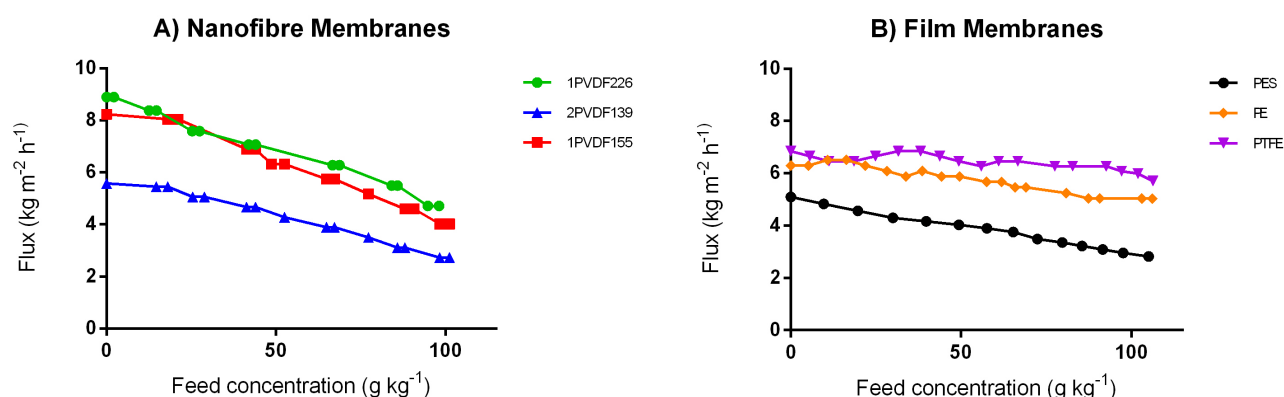 A) Nanofibre Membranes
10
8
6
4
2
0
0
50
100
Flux (kg m⁻² h⁻¹)
Feed concentration (g kg⁻¹)
1PVDF226
2PVDF139
1PVDF155
B) Film Membranes
10
8
6
4
2
0
0
50
100
Flux (kg m⁻² h⁻¹)
Feed concentration (g kg⁻¹)
PES
PE
PTFE